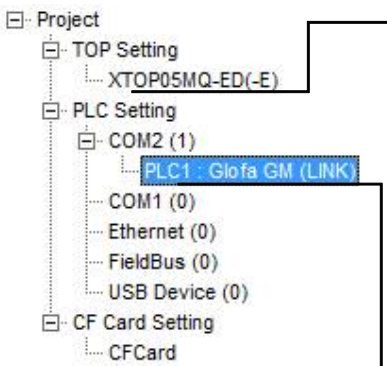 Project
TOP Setting
XTOP05MQ-ED(-E)
PLC Setting
COM2 (1)
PLC1 : Glofa GM (LINK)
COM1 (0)
Ethernet (0)
FieldBus (0)
USB Device (0)
CF Card Setting
CFCard